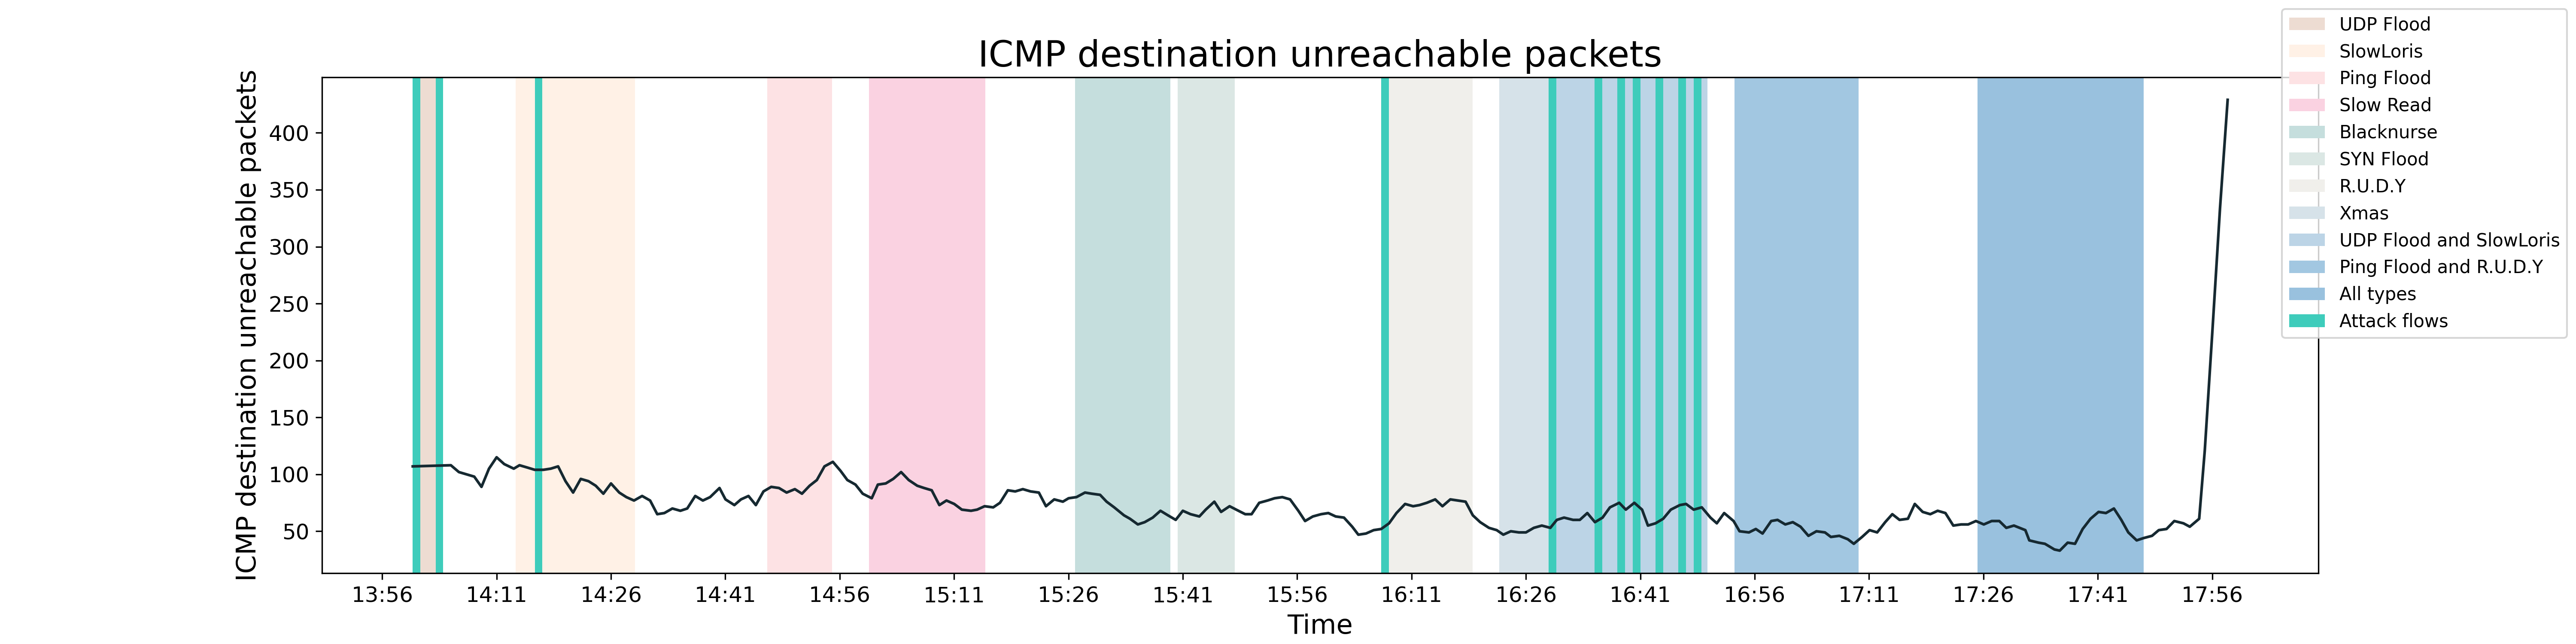 ICMP destination unreachable packets
ICMP destination unreachable packets
400
350
300
250
200
150
100
50
13:56 14:11 14:26 14:41 14:56 15:11 15:26 15:41 15:56 16:11 16:26 16:41 16:56 17:11 17:26 17:41 17:56
Time
UDP Flood
SlowLoris
Ping Flood
Slow Read
Blacknurse
SYN Flood
R.U.D.Y
Xmas
UDP Flood and SlowLoris
Ping Flood and R.U.D.Y
All types
Attack flows